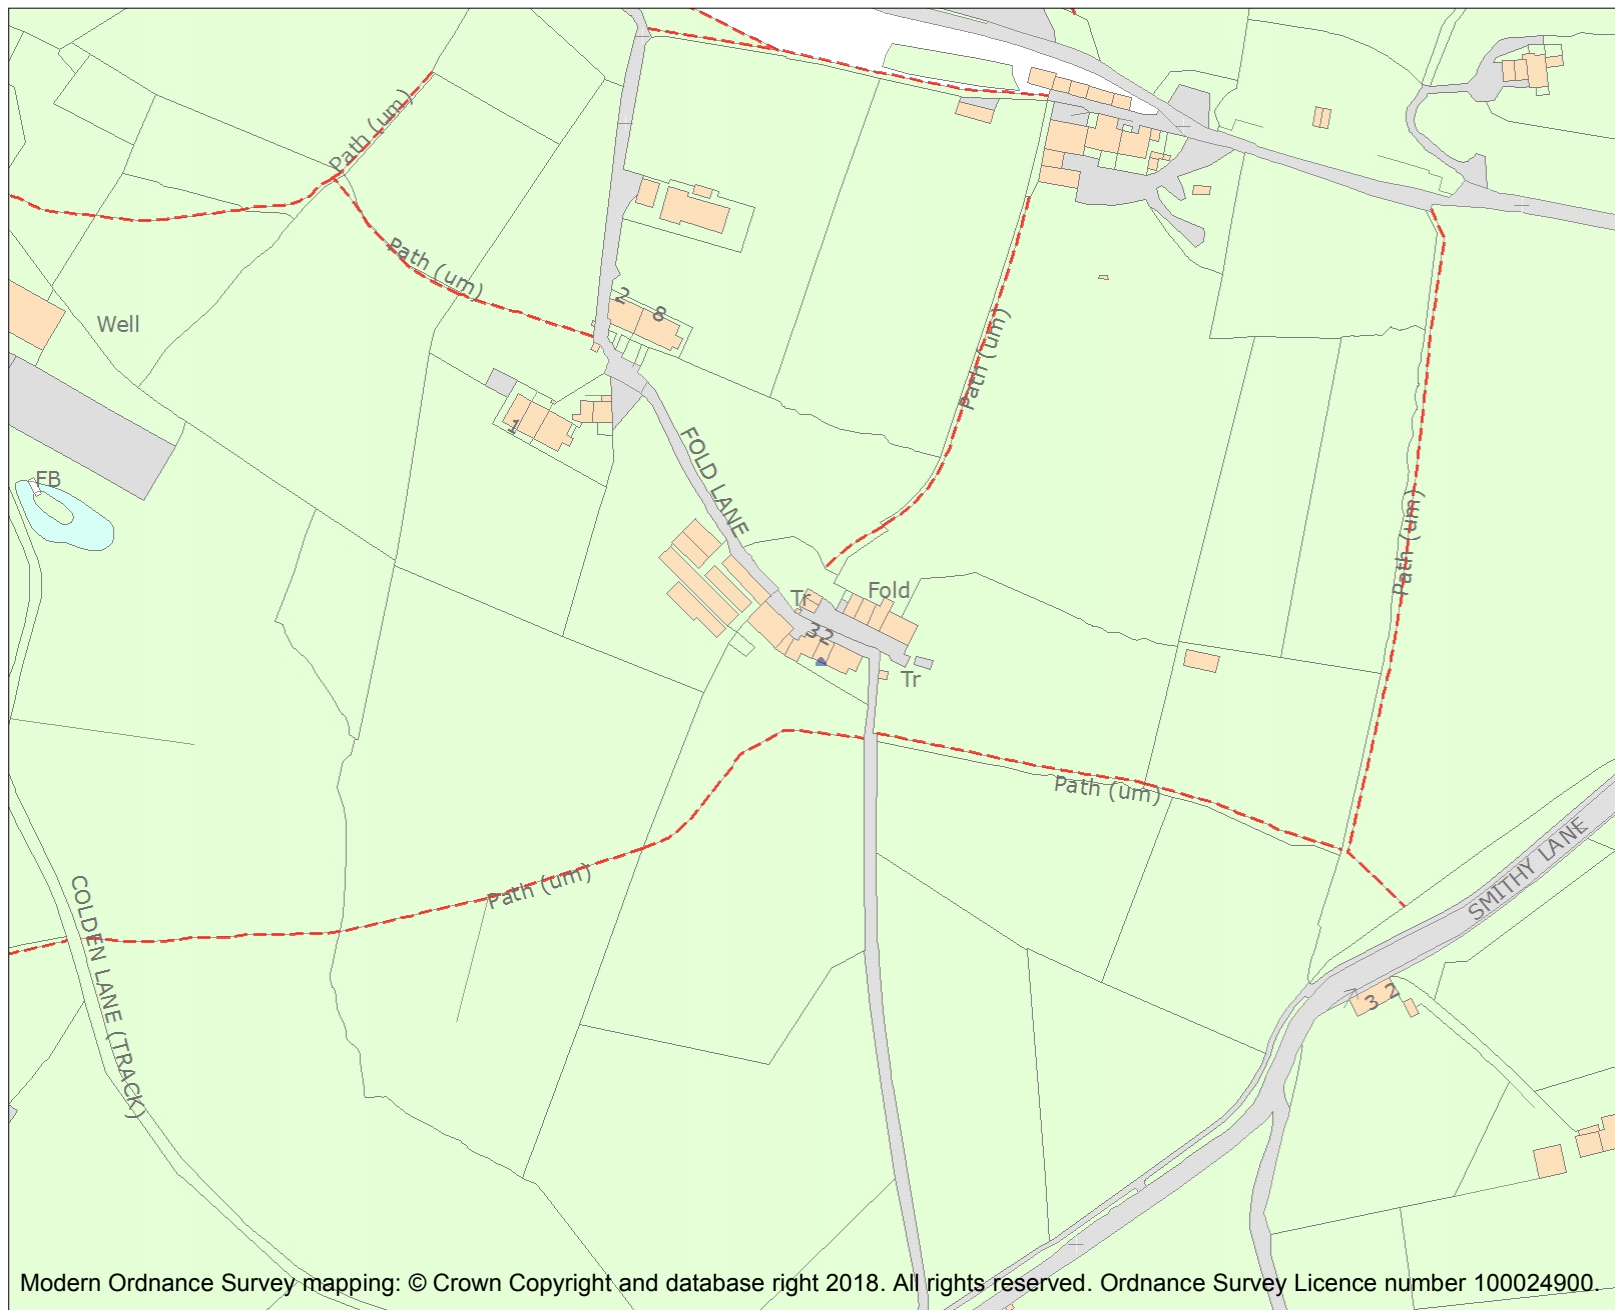 Path (um)
Path (um)
Well
2
8
Path (um)
1
FOLD LANE
FB
Path (um)
Tr
Fold
32
Tr
Path (um)
SMITHY LANE
Path (um)
COLDEN LANE (TRACK)
3 2
Modern Ordnance Survey mapping: © Crown Copyright and database right 2018. All rights reserved. Ordnance Survey Licence number 100024900.